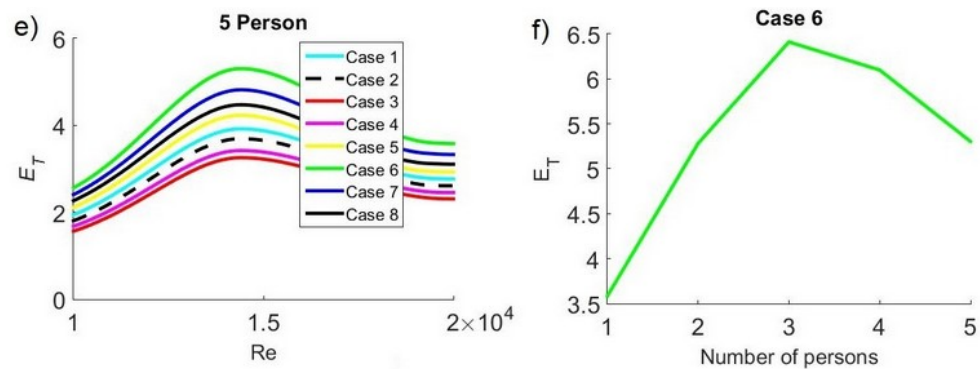 e)
5 Person
6
4
2
0
E_T
Case 1
Case 2
Case 3
Case 4
Case 5
Case 6
Case 7
Case 8
1
1.5
2×10⁴
Re
f)
Case 6
6.5
6
5.5
5
4.5
4
3.5
E_T
1
2
3
4
5
Number of persons